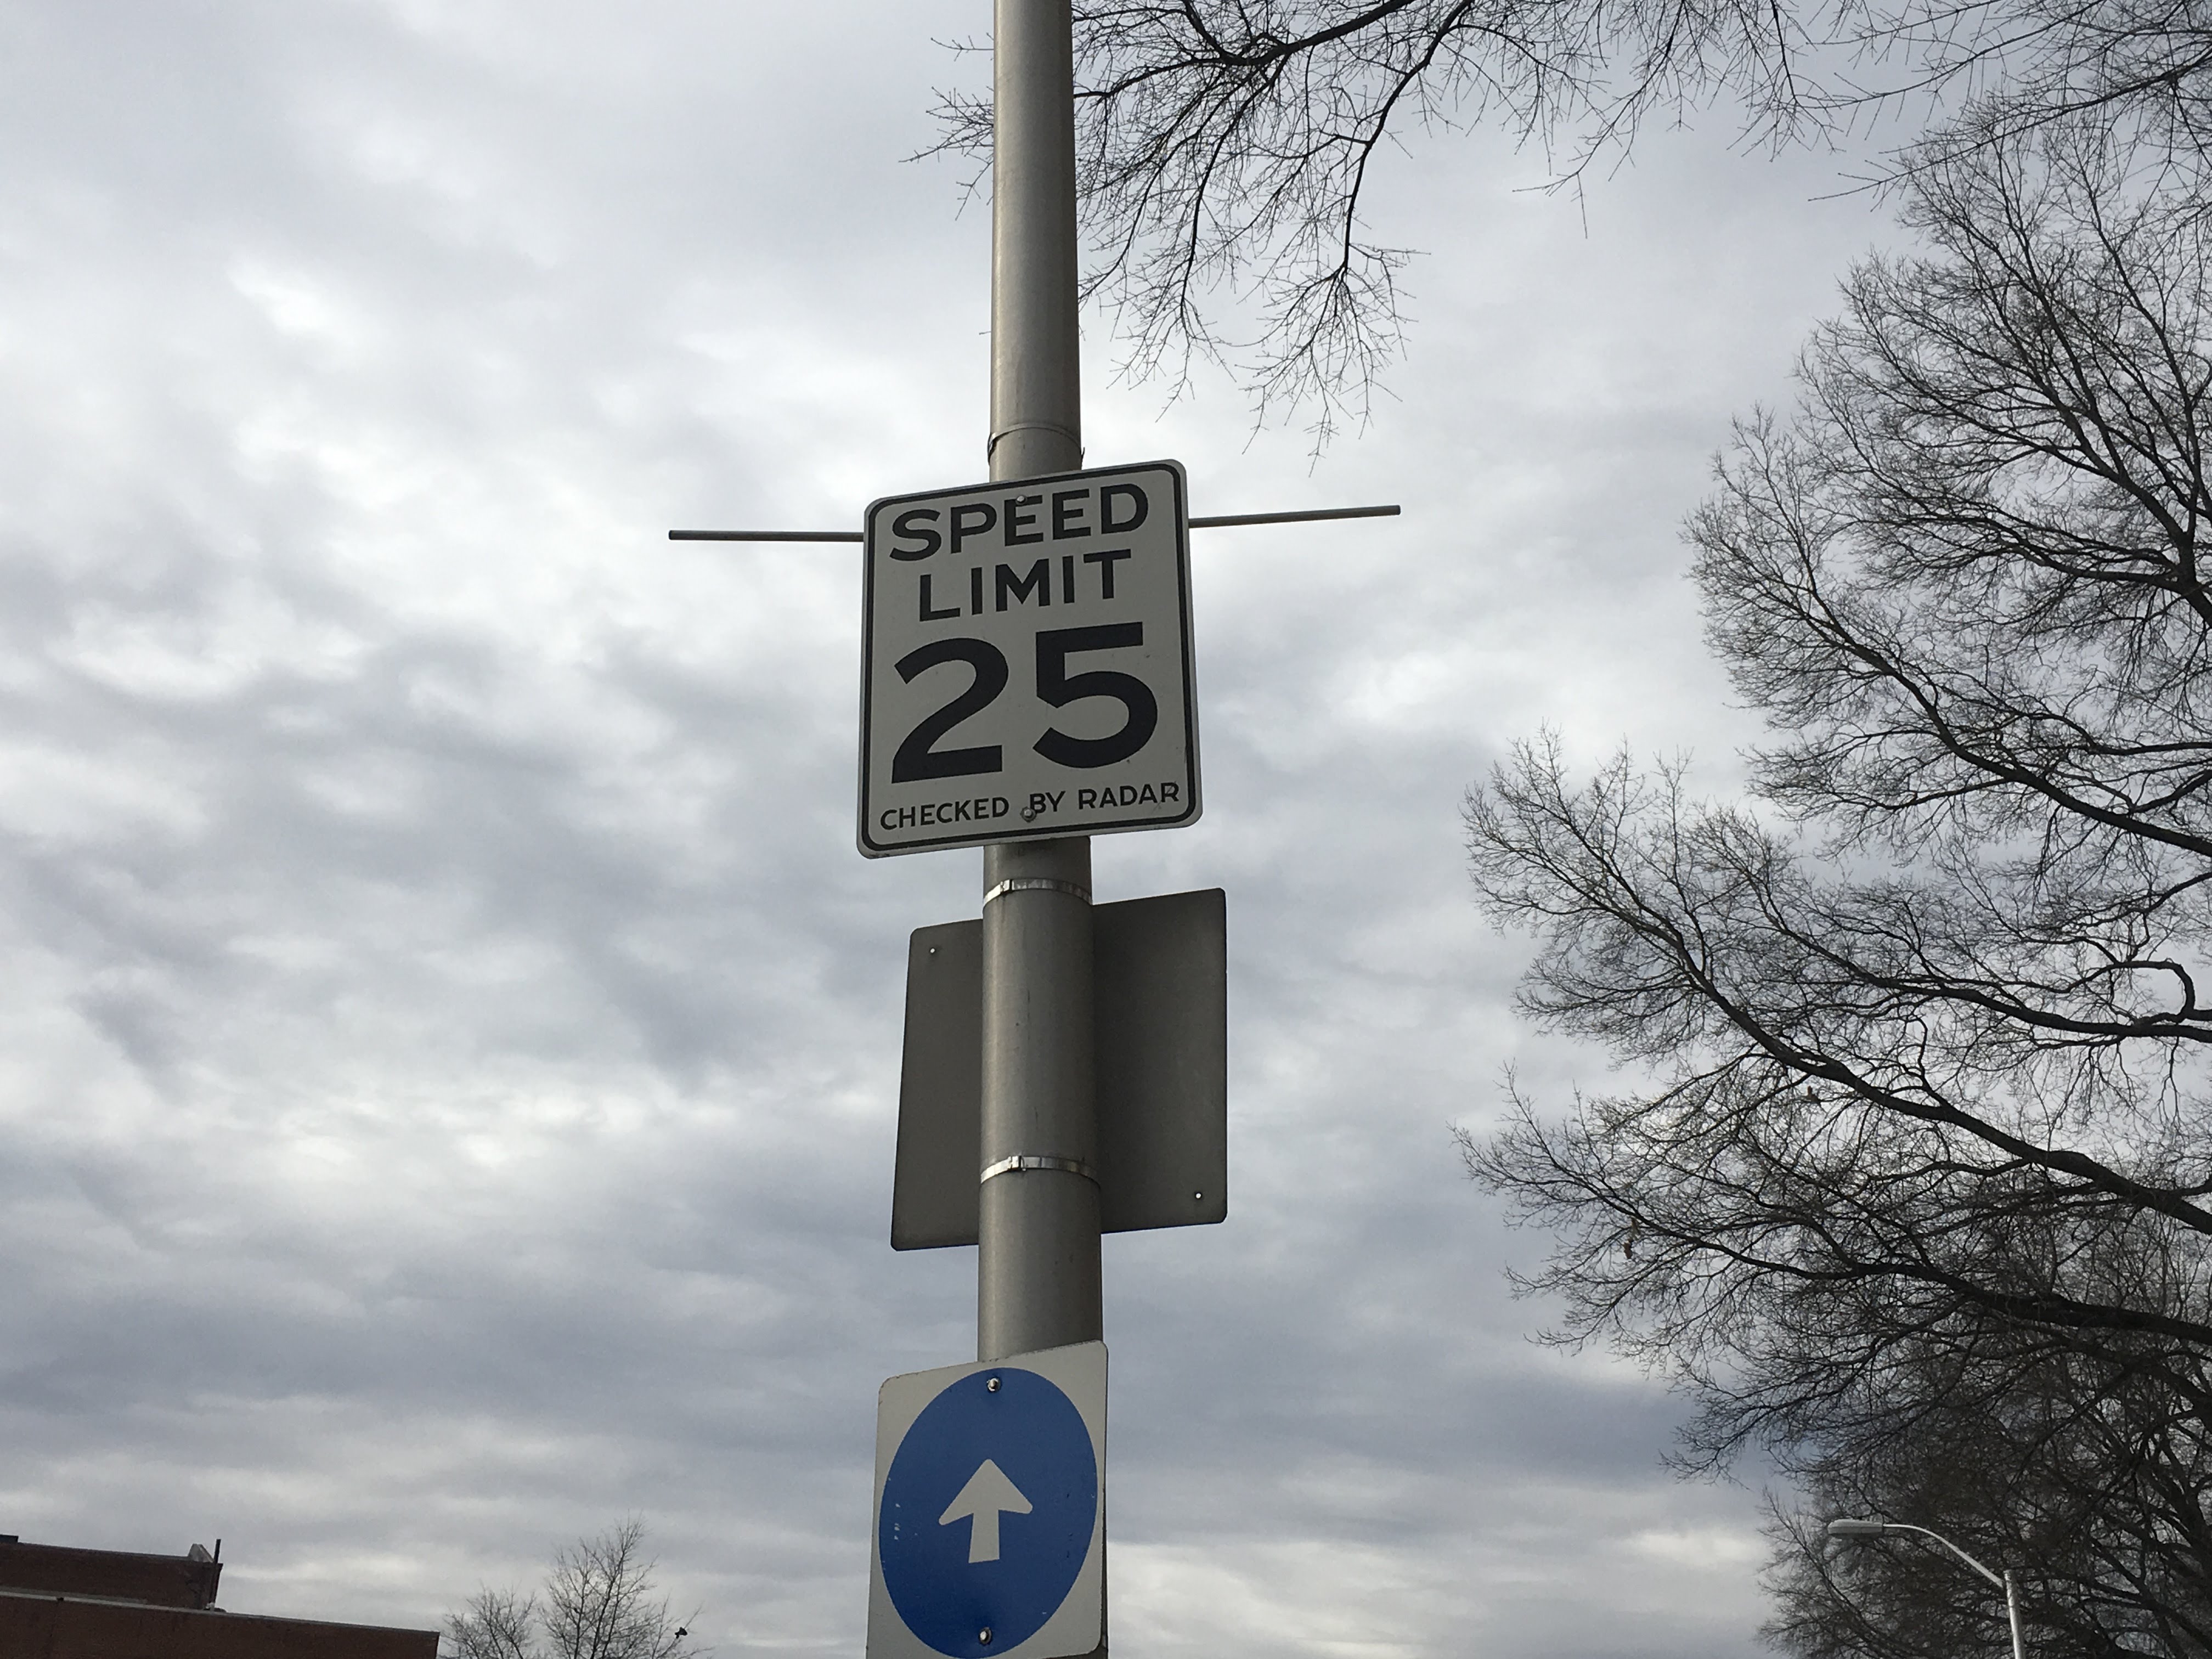 SPEED
LIMIT
25
CHECKED BY RADAR